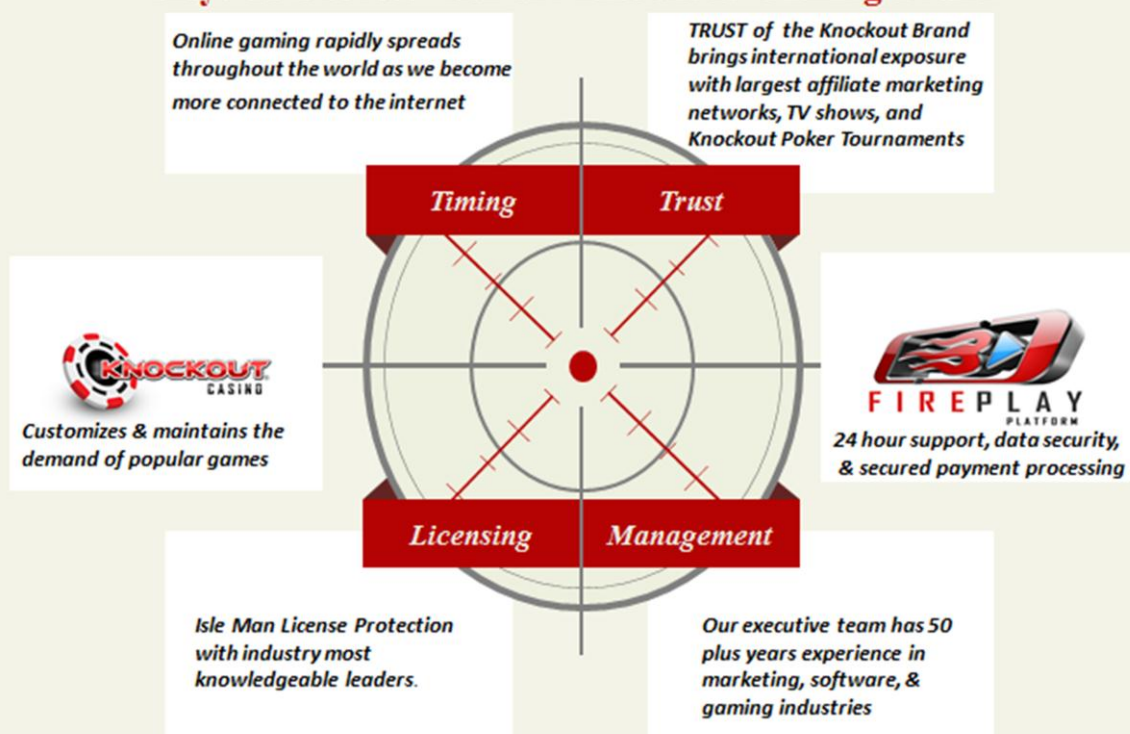 Online gaming rapidly spreads
throughout the world as we become
more connected to the internet
TRUST of the Knockout Brand
brings international exposure
with largest affiliate marketing
networks, TV shows, and
Knockout Poker Tournaments
Timing
Trust
KNOCKOUT
CASINO
Customizes & maintains the
demand of popular games
FIREPLAY
PLATFORM
24 hour support, data security,
& secured payment processing
Licensing
Management
Isle Man License Protection
with industry most
knowledgeable leaders.
Our executive team has 50
plus years experience in
marketing, software, &
gaming industries